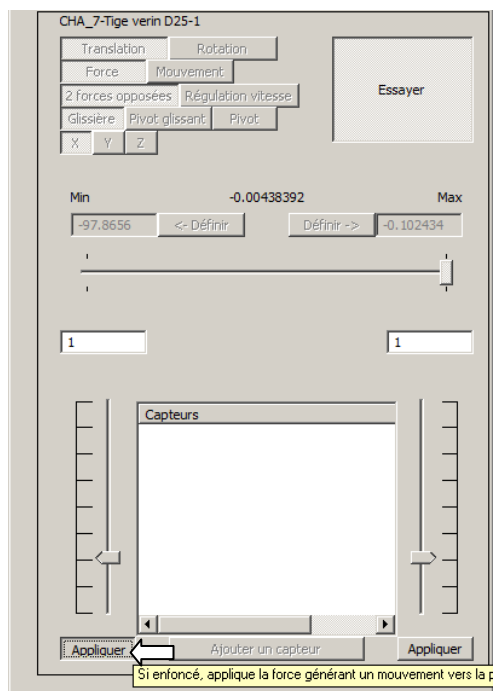 CHA_7-Tige verin D25-1
Translation Rotation
Force Mouvement
Essayer
2 forces opposées Régulation vitesse
Glissière Pivot glissant Pivot
X Y Z
Min -0.00438392 Max
-97.8656 <- Définir Définir -> -0.102434
1 1
Capteurs
Appliquer Ajouter un capteur Appliquer
Si enfoncé, applique la force générant un mouvement vers la p